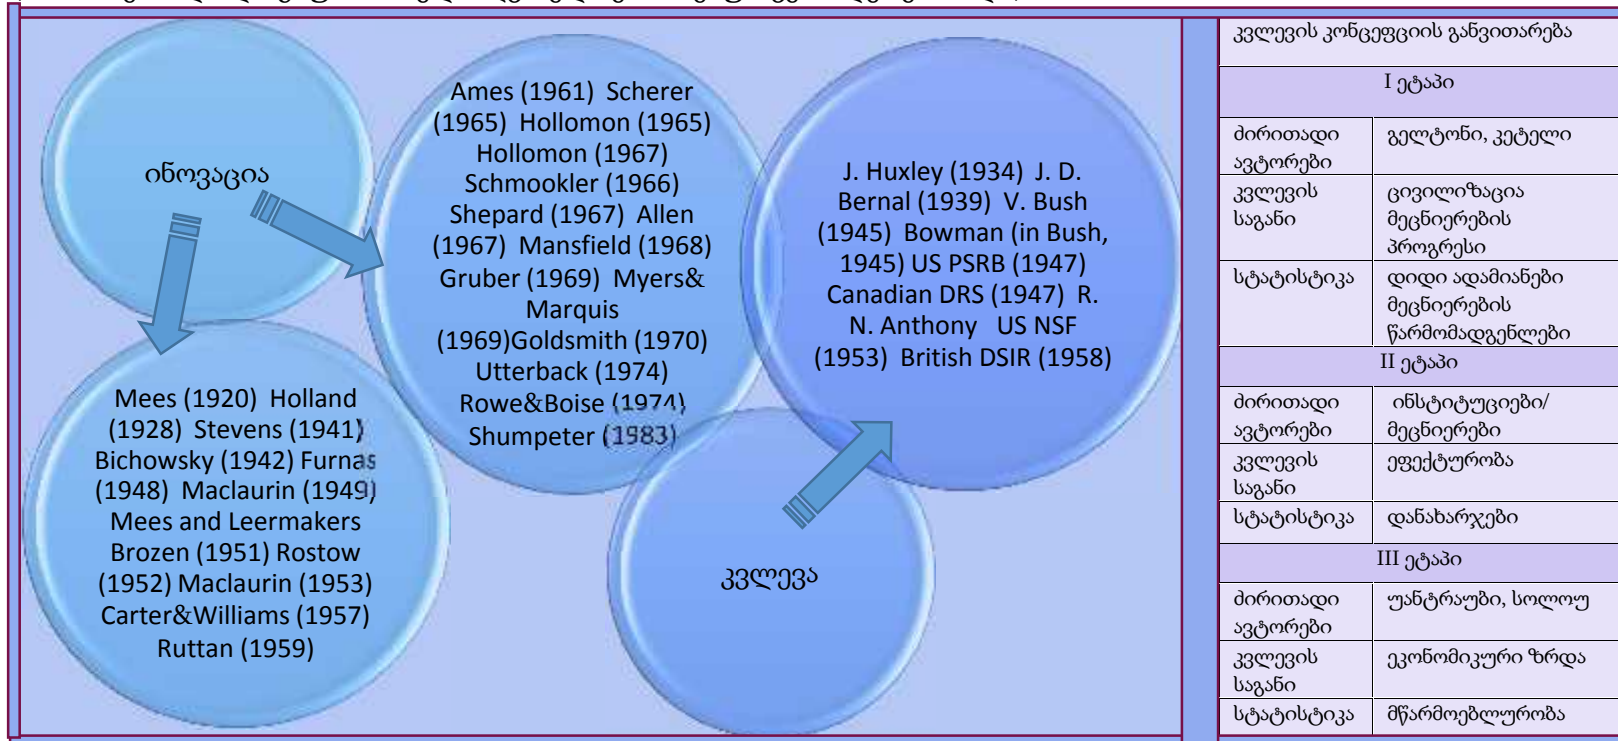 ინოვაცია
Ames (1961) Scherer
(1965) Hollomon (1965)
Hollomon (1967)
Schmookler (1966)
Shepard (1967) Allen
(1967) Mansfield (1968)
Gruber (1969) Myers&
Marquis
(1969)Goldsmith (1970)
Utterback (1974)
Rowe&Boise (1974)
Shumpeter (1983)
J. Huxley (1934) J. D.
Bernal (1939) V. Bush
(1945) Bowman (in Bush,
1945) US PSRB (1947)
Canadian DRS (1947) R.
N. Anthony US NSF
(1953) British DSIR (1958)
Mees (1920) Holland
(1928) Stevens (1941)
Bichowsky (1942) Furnas
(1948) Maclaurin (1949)
Mees and Leermakers
Brozen (1951) Rostow
(1952) Maclaurin (1953)
Carter&Williams (1957)
Ruttan (1959)
კვლევა
კვლევის კონცეფციის განვითარება
I ეტაპი
ძირითადი
ავტორები
გელტონი, კეტელი
კვლევის
საგანი
ცივილიზაცია
მეცნიერების
პროგრესი
სტატისტიკა
დიდი ადამიანები
მეცნიერების
წარმომადგენლები
II ეტაპი
ძირითადი
ავტორები
ინსტიტუციები/
მეცნიერები
კვლევის
საგანი
ეფექტურობა
სტატისტიკა
დანახარჯები
III ეტაპი
ძირითადი
ავტორები
უანტრაუბი, სოლოუ
კვლევის
საგანი
ეკონომიკური ზრდა
სტატისტიკა
მწარმოებლურობა